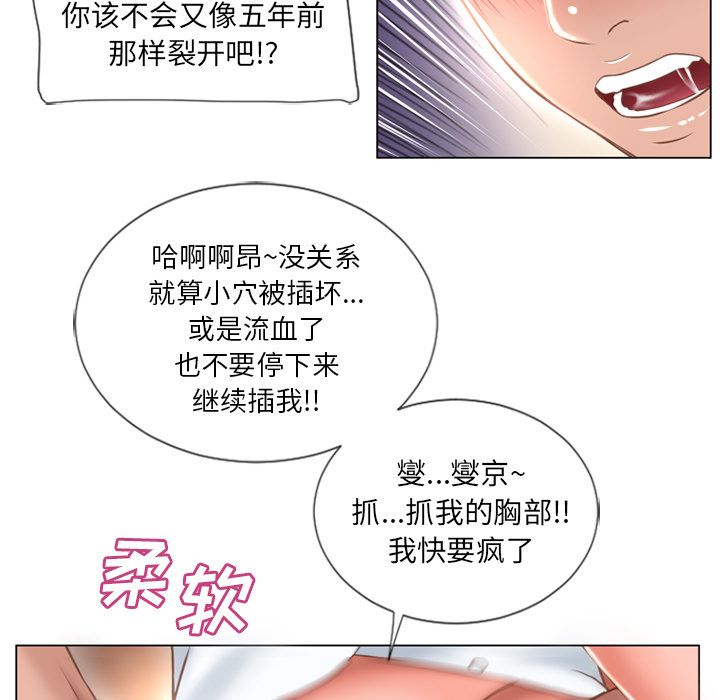 你该不会又像五年前
那样裂开吧!?
哈啊啊昂~没关系
就算小穴被插坏...
或是流血了
也不要停下来
继续插我!!
燮...燮京~
抓...抓我的胸部!!
我快要疯了
柔软